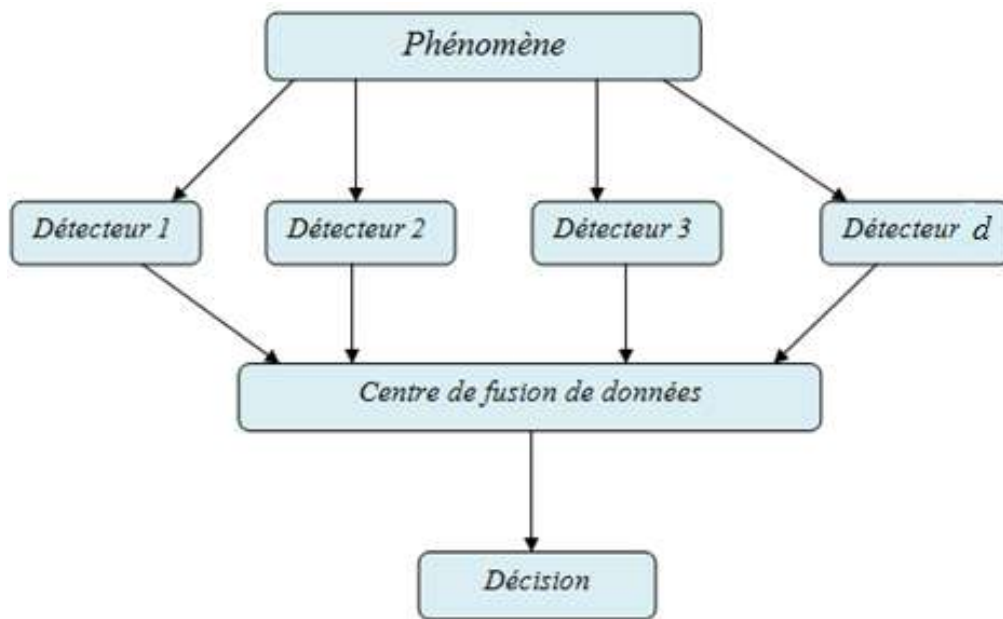 Phénomène
Détecteur 1
Détecteur 2
Détecteur 3
Détecteur d
Centre de fusion de données
Décision